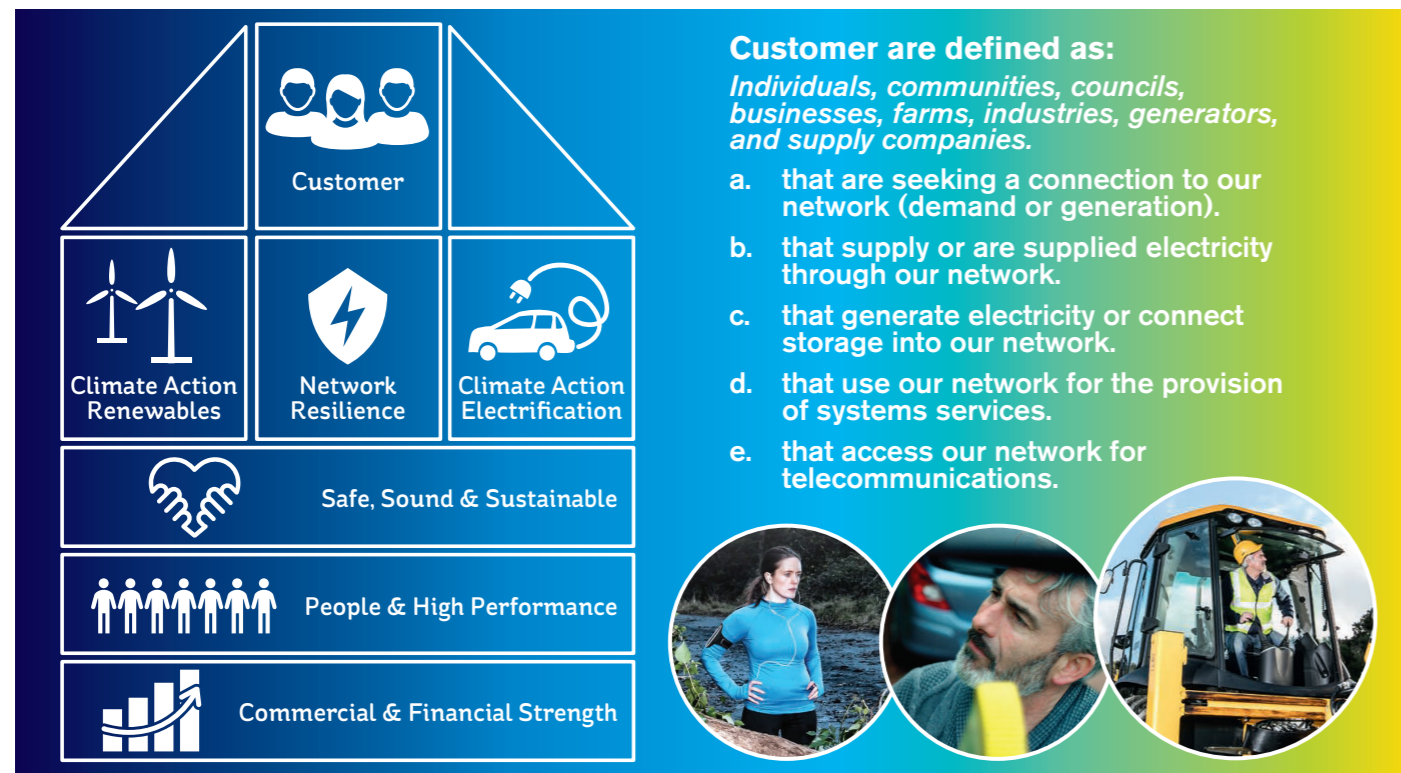 Customer
Climate Action
Renewables
Network
Resilience
Climate Action
Electrification
Safe, Sound & Sustainable
People & High Performance
Commercial & Financial Strength
Customer are defined as:
Individuals, communities, councils,
businesses, farms, industries, generators,
and supply companies.
a. that are seeking a connection to our
network (demand or generation).
b. that supply or are supplied electricity
through our network.
c. that generate electricity or connect
storage into our network.
d. that use our network for the provision
of systems services.
e. that access our network for
telecommunications.